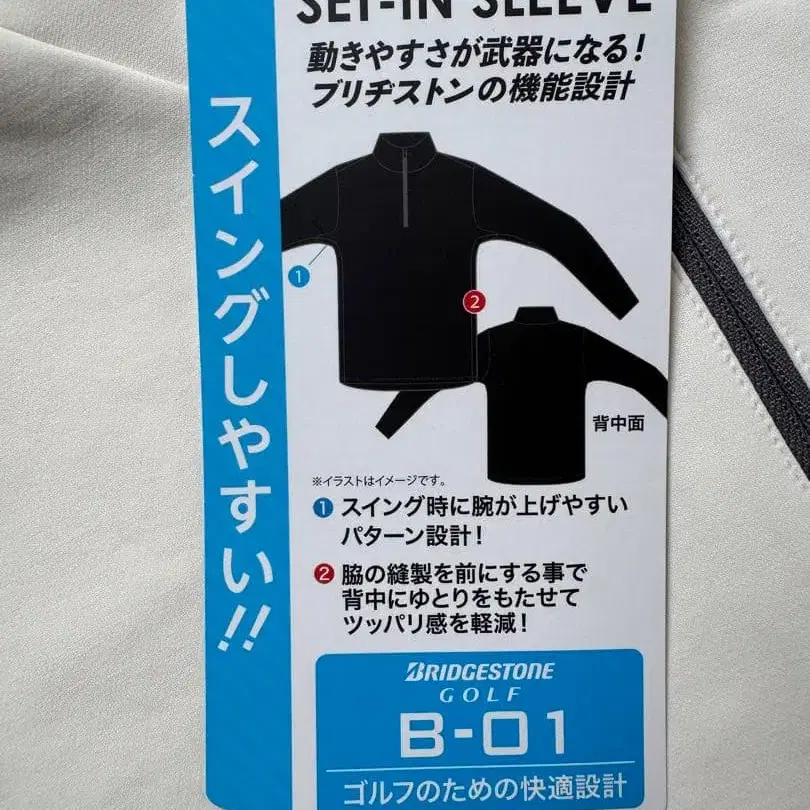 SET-IN SLEEVE
動きやすさが武器になる!
ブリヂストンの機能設計
スイングしやすい!!
1
2
背中面
※イラストはイメージです。
1 スイング時に腕が上げやすい
パターン設計!
2 脇の縫製を前にする事で
背中にゆとりをもたせて
ツッパリ感を軽減!
BRIDGESTONE
GOLF
B-01
ゴルフのための快適設計